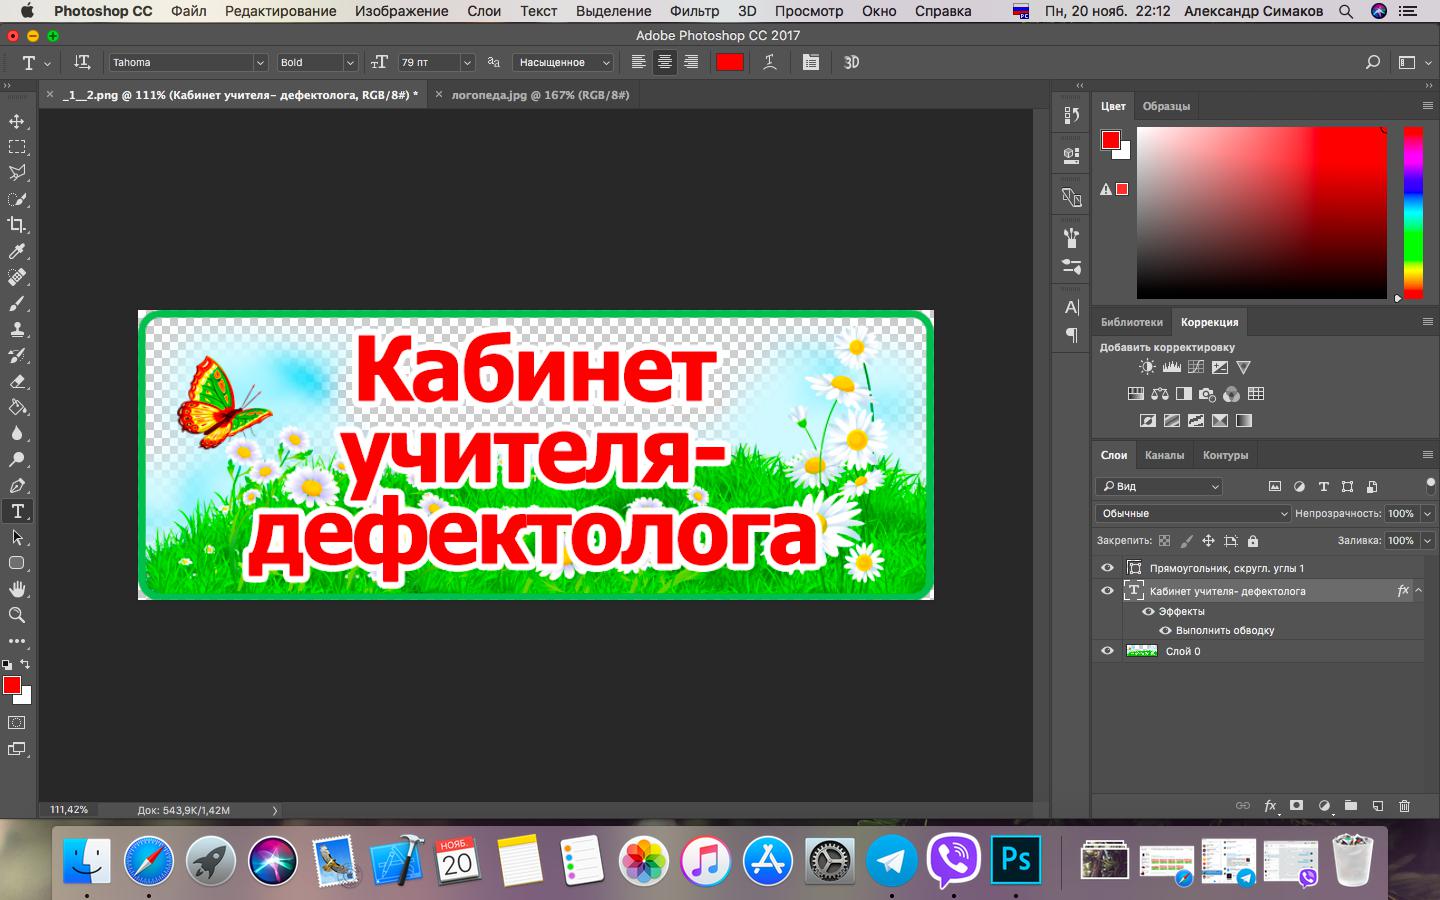 Photoshop CC Файл Редактирование Изображение Слои Текст Выделение Фильтр 3D Просмотр Окно Справка Пн, 20 нояб. 22:12 Александр Симаков
Adobe Photoshop CC 2017
T Tahoma Bold 79 пт Насыщенное 3D
_1__2.png @ 111% (Кабинет учителя- дефектолога, RGB/8#) *
логопеда.jpg @ 167% (RGB/8#)
Цвет Образцы
Библиотеки Коррекция
Добавить корректировку
Кабинет
учителя-
дефектолога
Слои Каналы Контуры
Вид
Обычные Непрозрачность: 100%
Закрепить: Заливка: 100%
Прямоугольник, скругл. углы 1
Кабинет учителя- дефектолога fx
Эффекты
Выполнить обводку
Слой 0
111,42% Док: 543,9K/1,42M
fx
НОЯБ.
20
Ps